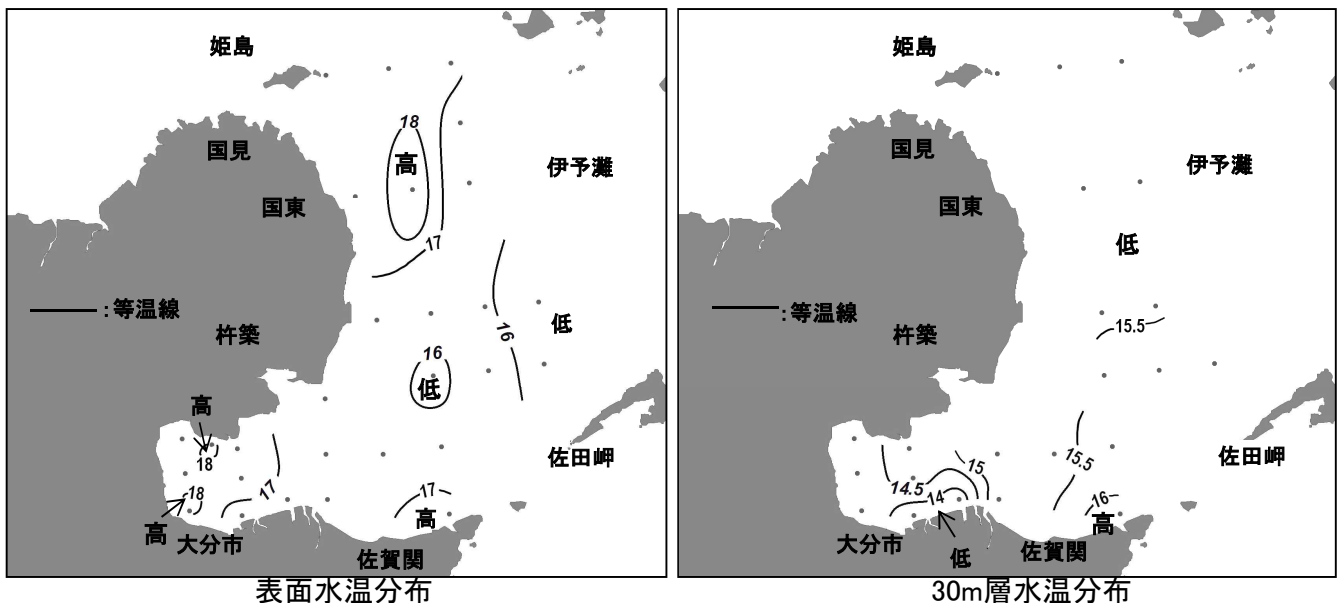 姫島
18
高
国見
伊予灘
国東
17
:等温線
16
低
杵築
16
低
高
18
佐田岬
18
17
17
高
高
大分市
佐賀関
表面水温分布
姫島
国見
伊予灘
国東
低
:等温線
15.5
杵築
15
15.5
佐田岬
14.5
14
16
高
大分市
低
佐賀関
30m層水温分布